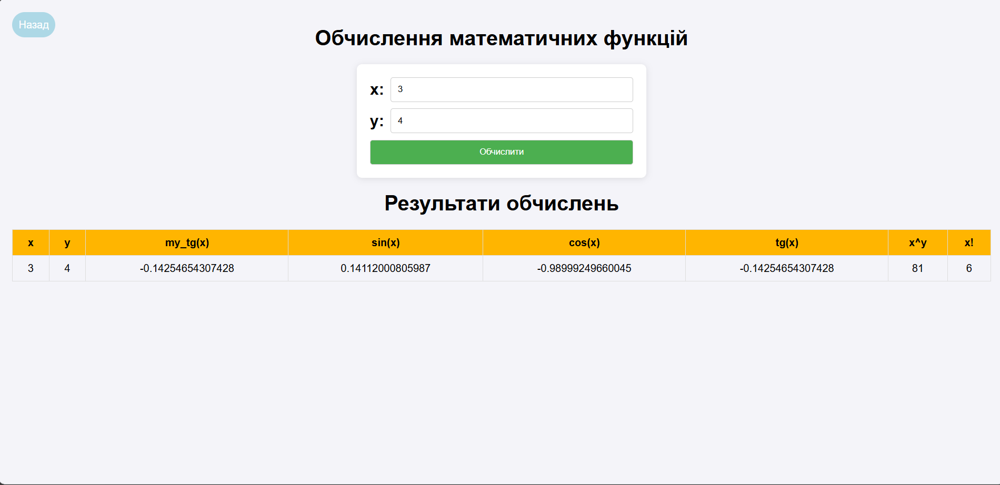 Назад
Обчислення математичних функцій
x: 3
y: 4
Обчислити
Результати обчислень
x y my_tg(x) sin(x) cos(x) tg(x) x^y x!
3 4 -0.14254654307428 0.14112000805987 -0.98999249660045 -0.14254654307428 81 6